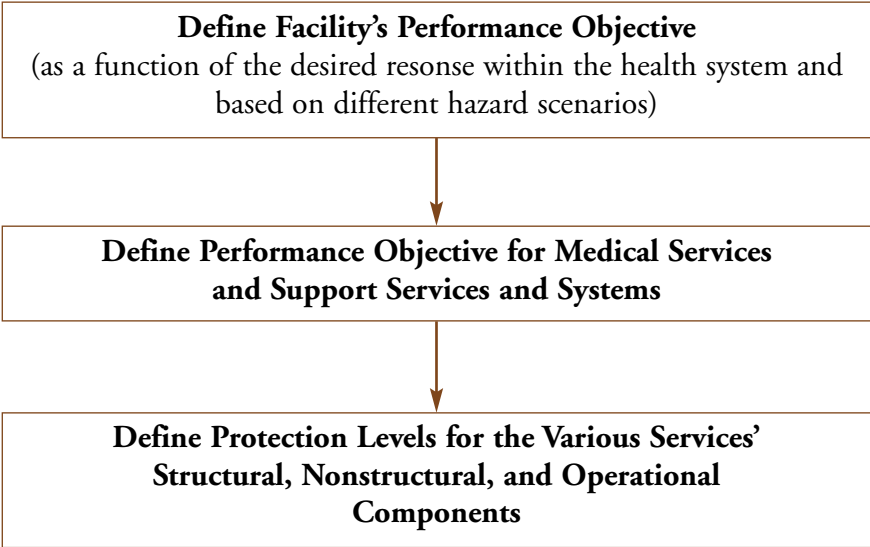 Define Facility's Performance Objective
(as a function of the desired resonse within the health system and
based on different hazard scenarios)
Define Performance Objective for Medical Services
and Support Services and Systems
Define Protection Levels for the Various Services'
Structural, Nonstructural, and Operational
Components